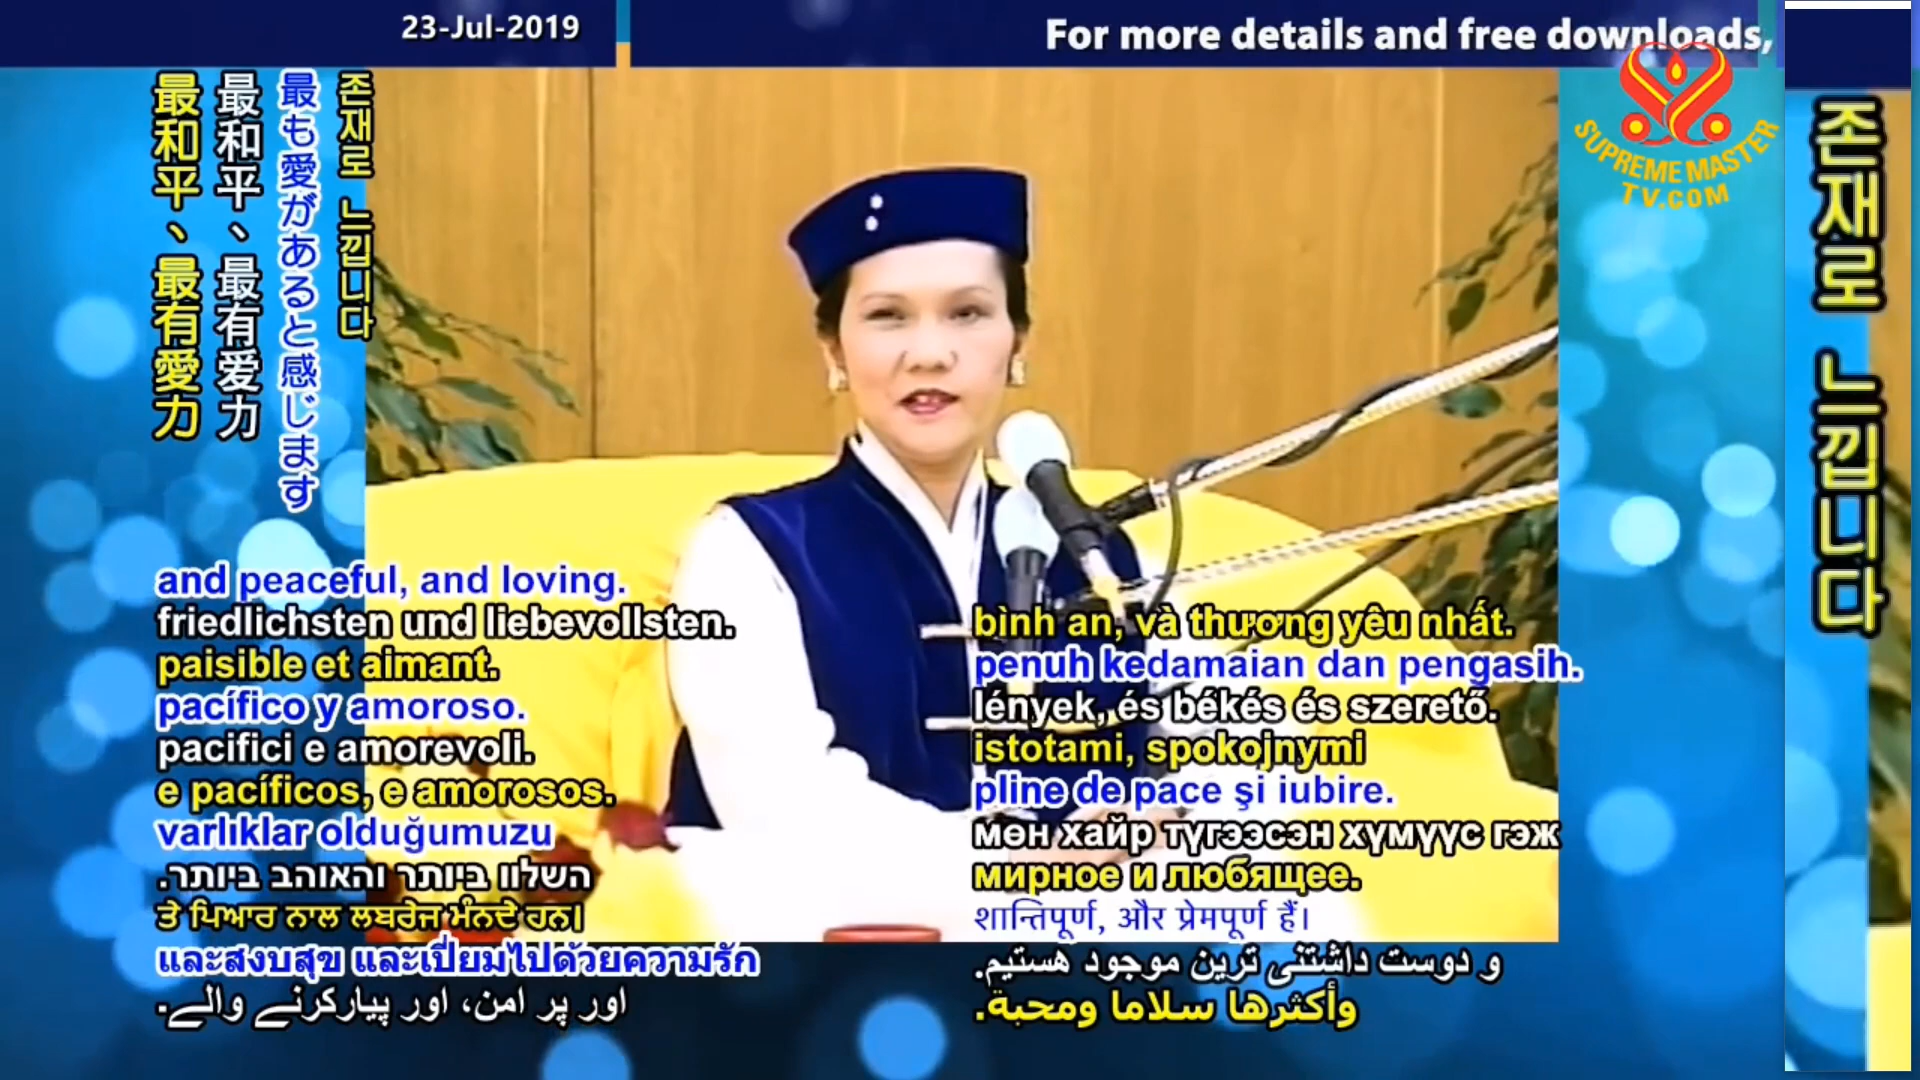 23-Jul-2019
For more details and free downloads,
SUPREME MASTER
TV.COM
最和平、最有愛力
最和平、最有爱力
最も愛があると感じます
존재로 느낍니다
존재로 느낍니다
and peaceful, and loving.
friedlichsten und liebevollsten.
paisible et aimant.
pacífico y amoroso.
pacifici e amorevoli.
e pacíficos, e amorosos.
varlıklar olduğumuzu
השלוו ביותר והאוהב ביותר.
ਤੇ ਪਿਆਰ ਨਾਲ ਲਬਰੇਜ ਮੰਨਦੇ ਹਨ।
และสงบสุข และเปี่ยมไปด้วยความรัก
اور پر امن، اور پیارکرنے والے۔
bình an, và thương yêu nhất.
penuh kedamaian dan pengasih.
lények, és békés és szerető.
istotami, spokojnymi
pline de pace şi iubire.
мөн хайр түгээсэн хүмүүс гэж
мирное и любящее.
शान्तिपूर्ण, और प्रेमपूर्ण हैं।
و دوست داشتنی ترین موجود هستیم.
وأكثرها سلاما ومحبة.